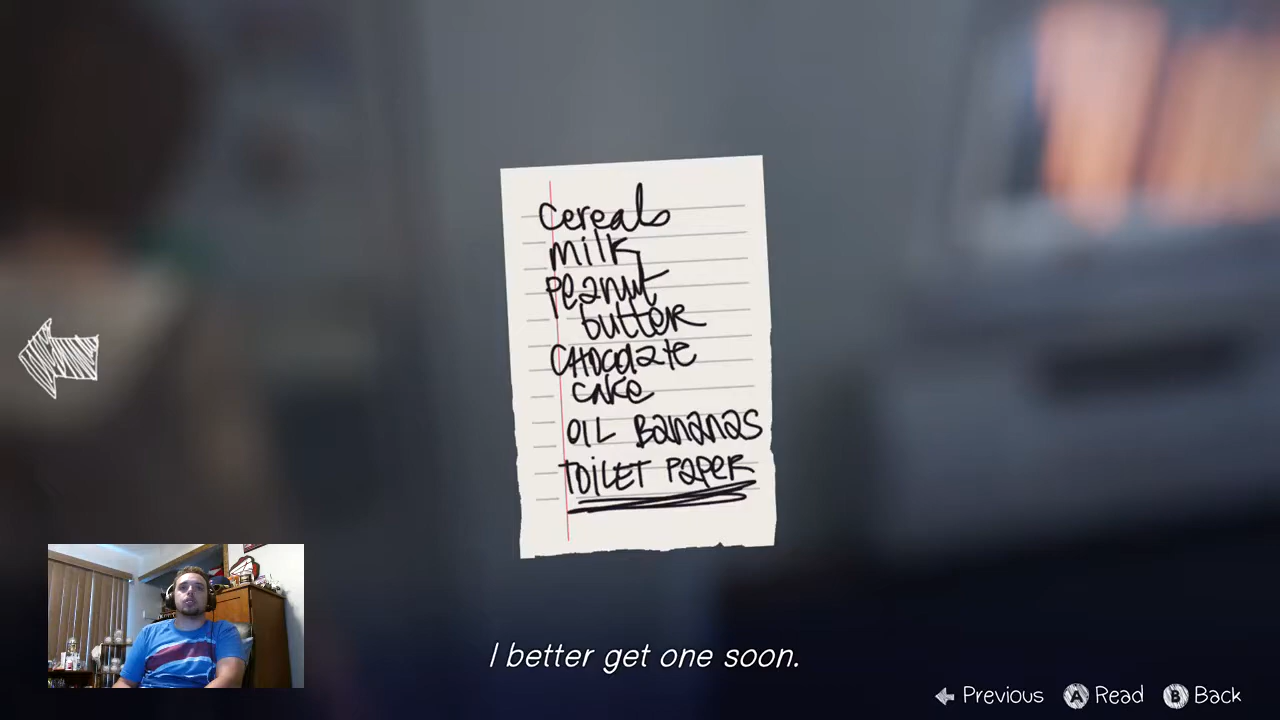 cereals
milk
peanut
butter
CHocolate
cake
OIL Bananas
TOILET PaPER
I better get one soon.
Previous
A Read
B Back